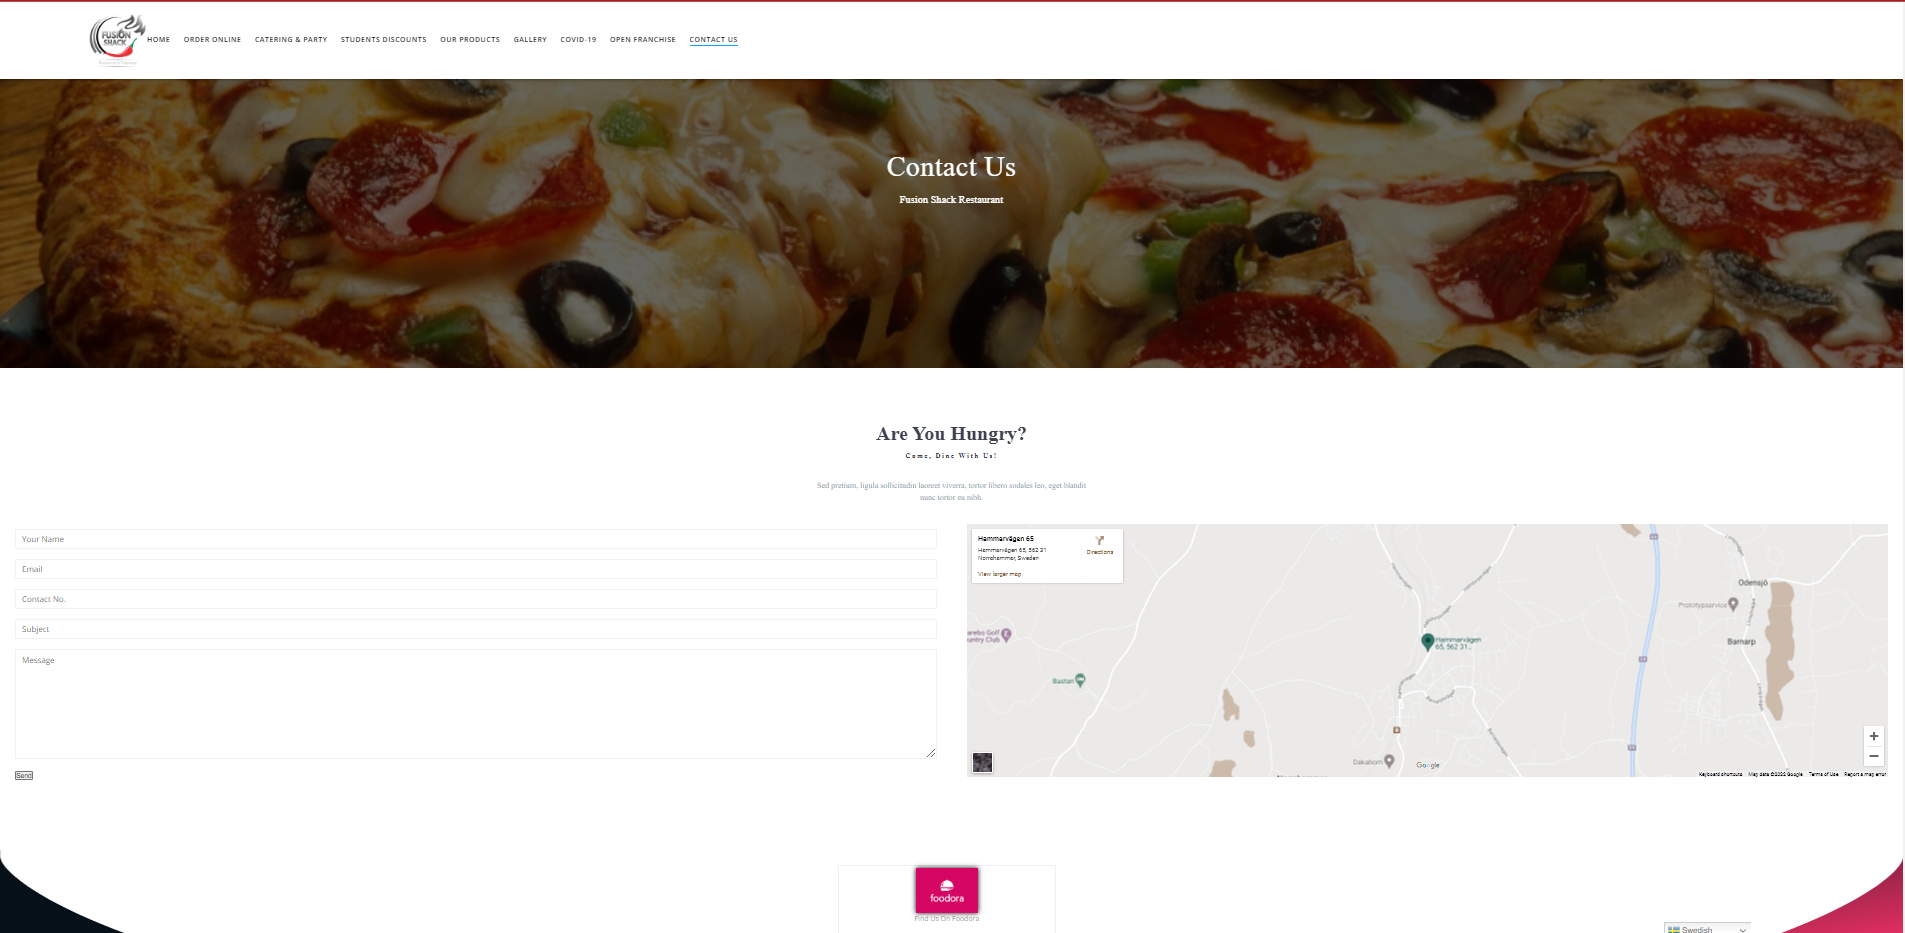 FUSION
SHACK
HOME ORDER ONLINE CATERING & PARTY STUDENTS DISCOUNTS OUR PRODUCTS GALLERY COVID-19 OPEN FRANCHISE CONTACT US
Contact Us
Fusion Shack Restaurant
Are You Hungry?
Come, Dine With Us!
Sed pretium, ligula sollicitudin laoreet viverra, tortor libero sodales leo, eget blandit
nunc tortor eu nibh.
Your Name
Email
Contact No.
Subject
Message
Send
Hammarvägen 65
Hammarvägen 65, 562 31
Norrahammar, Sweden
Directions
View larger map
Odensjö
Prototypservice
Barnarp
Hammarvägen
65, 562 31...
Bastan
Country Club
Dakaborn
Google
Keyboard shortcuts Map data ©2022 Google Terms of Use Report a map error
foodora
Find Us On Foodora
Swedish